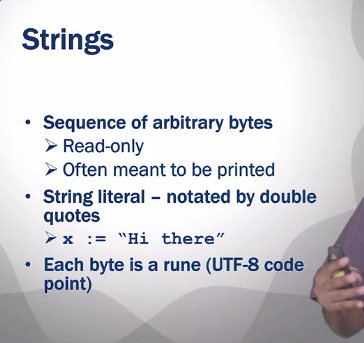 Strings
• Sequence of arbitrary bytes
➢ Read-only
➢ Often meant to be printed
• String literal – notated by double
quotes
➢ x := “Hi there”
• Each byte is a rune (UTF-8 code
point)